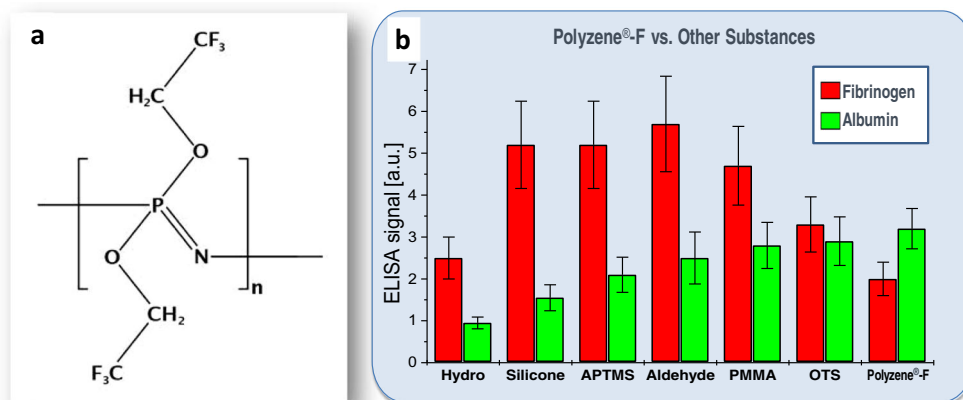 a
CF3
H2C
O
P
O
N
n
CH2
F3C
b
Polyzene®-F vs. Other Substances
Fibrinogen
Albumin
ELISA signal [a.u.]
7
6
5
4
3
2
1
0
Hydro Silicone APTMS Aldehyde PMMA OTS Polyzene®-F